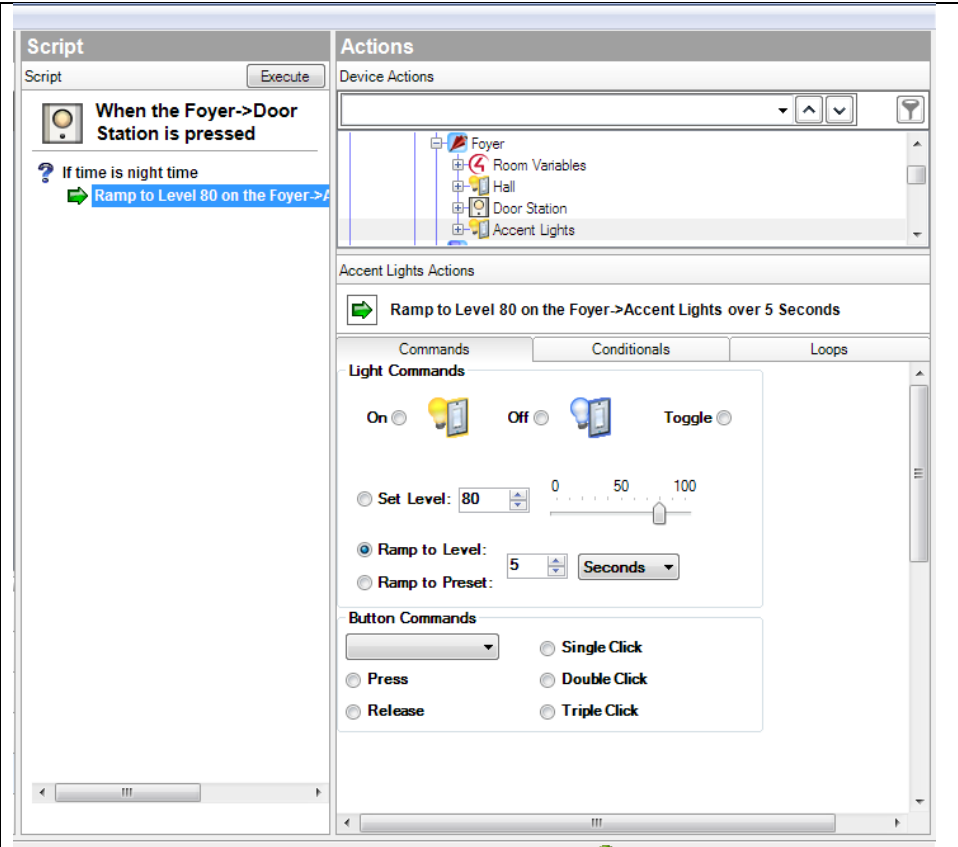 Script
Script
Execute
When the Foyer->Door
Station is pressed
If time is night time
Ramp to Level 80 on the Foyer->A
Actions
Device Actions
Foyer
Room Variables
Hall
Door Station
Accent Lights
Accent Lights Actions
Ramp to Level 80 on the Foyer->Accent Lights over 5 Seconds
Commands Conditionals Loops
Light Commands
On Off Toggle
Set Level: 80 0 50 100
Ramp to Level:
5 Seconds
Ramp to Preset:
Button Commands
Single Click
Press Double Click
Release Triple Click